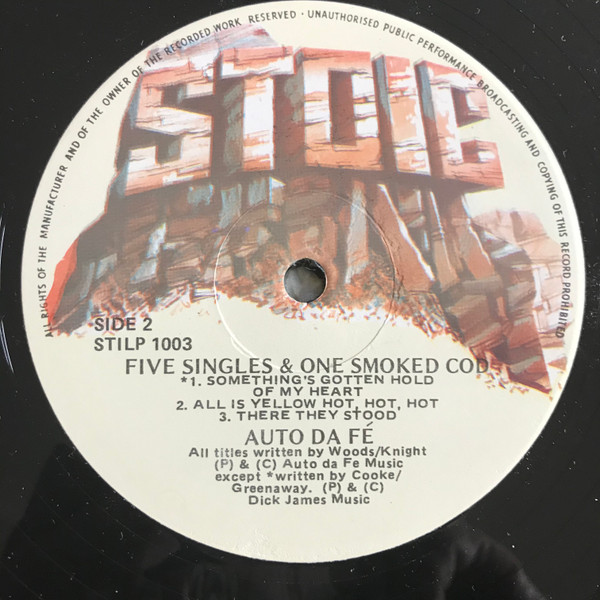 ALL RIGHTS OF THE MANUFACTURER AND OF THE OWNER OF THE RECORDED WORK RESERVED · UNAUTHORISED PUBLIC PERFORMANCE BROADCASTING AND COPYING OF THIS RECORD PROHIBITED
STOIC
SIDE 2
STILP 1003
FIVE SINGLES & ONE SMOKED COD
*1. SOMETHING'S GOTTEN HOLD
OF MY HEART
2. ALL IS YELLOW HOT, HOT, HOT
3. THERE THEY STOOD
AUTO DA FÉ
All titles written by Woods/Knight
(P) & (C) Auto da Fe Music
except *written by Cooke/
Greenaway. (P) & (C)
Dick James Music